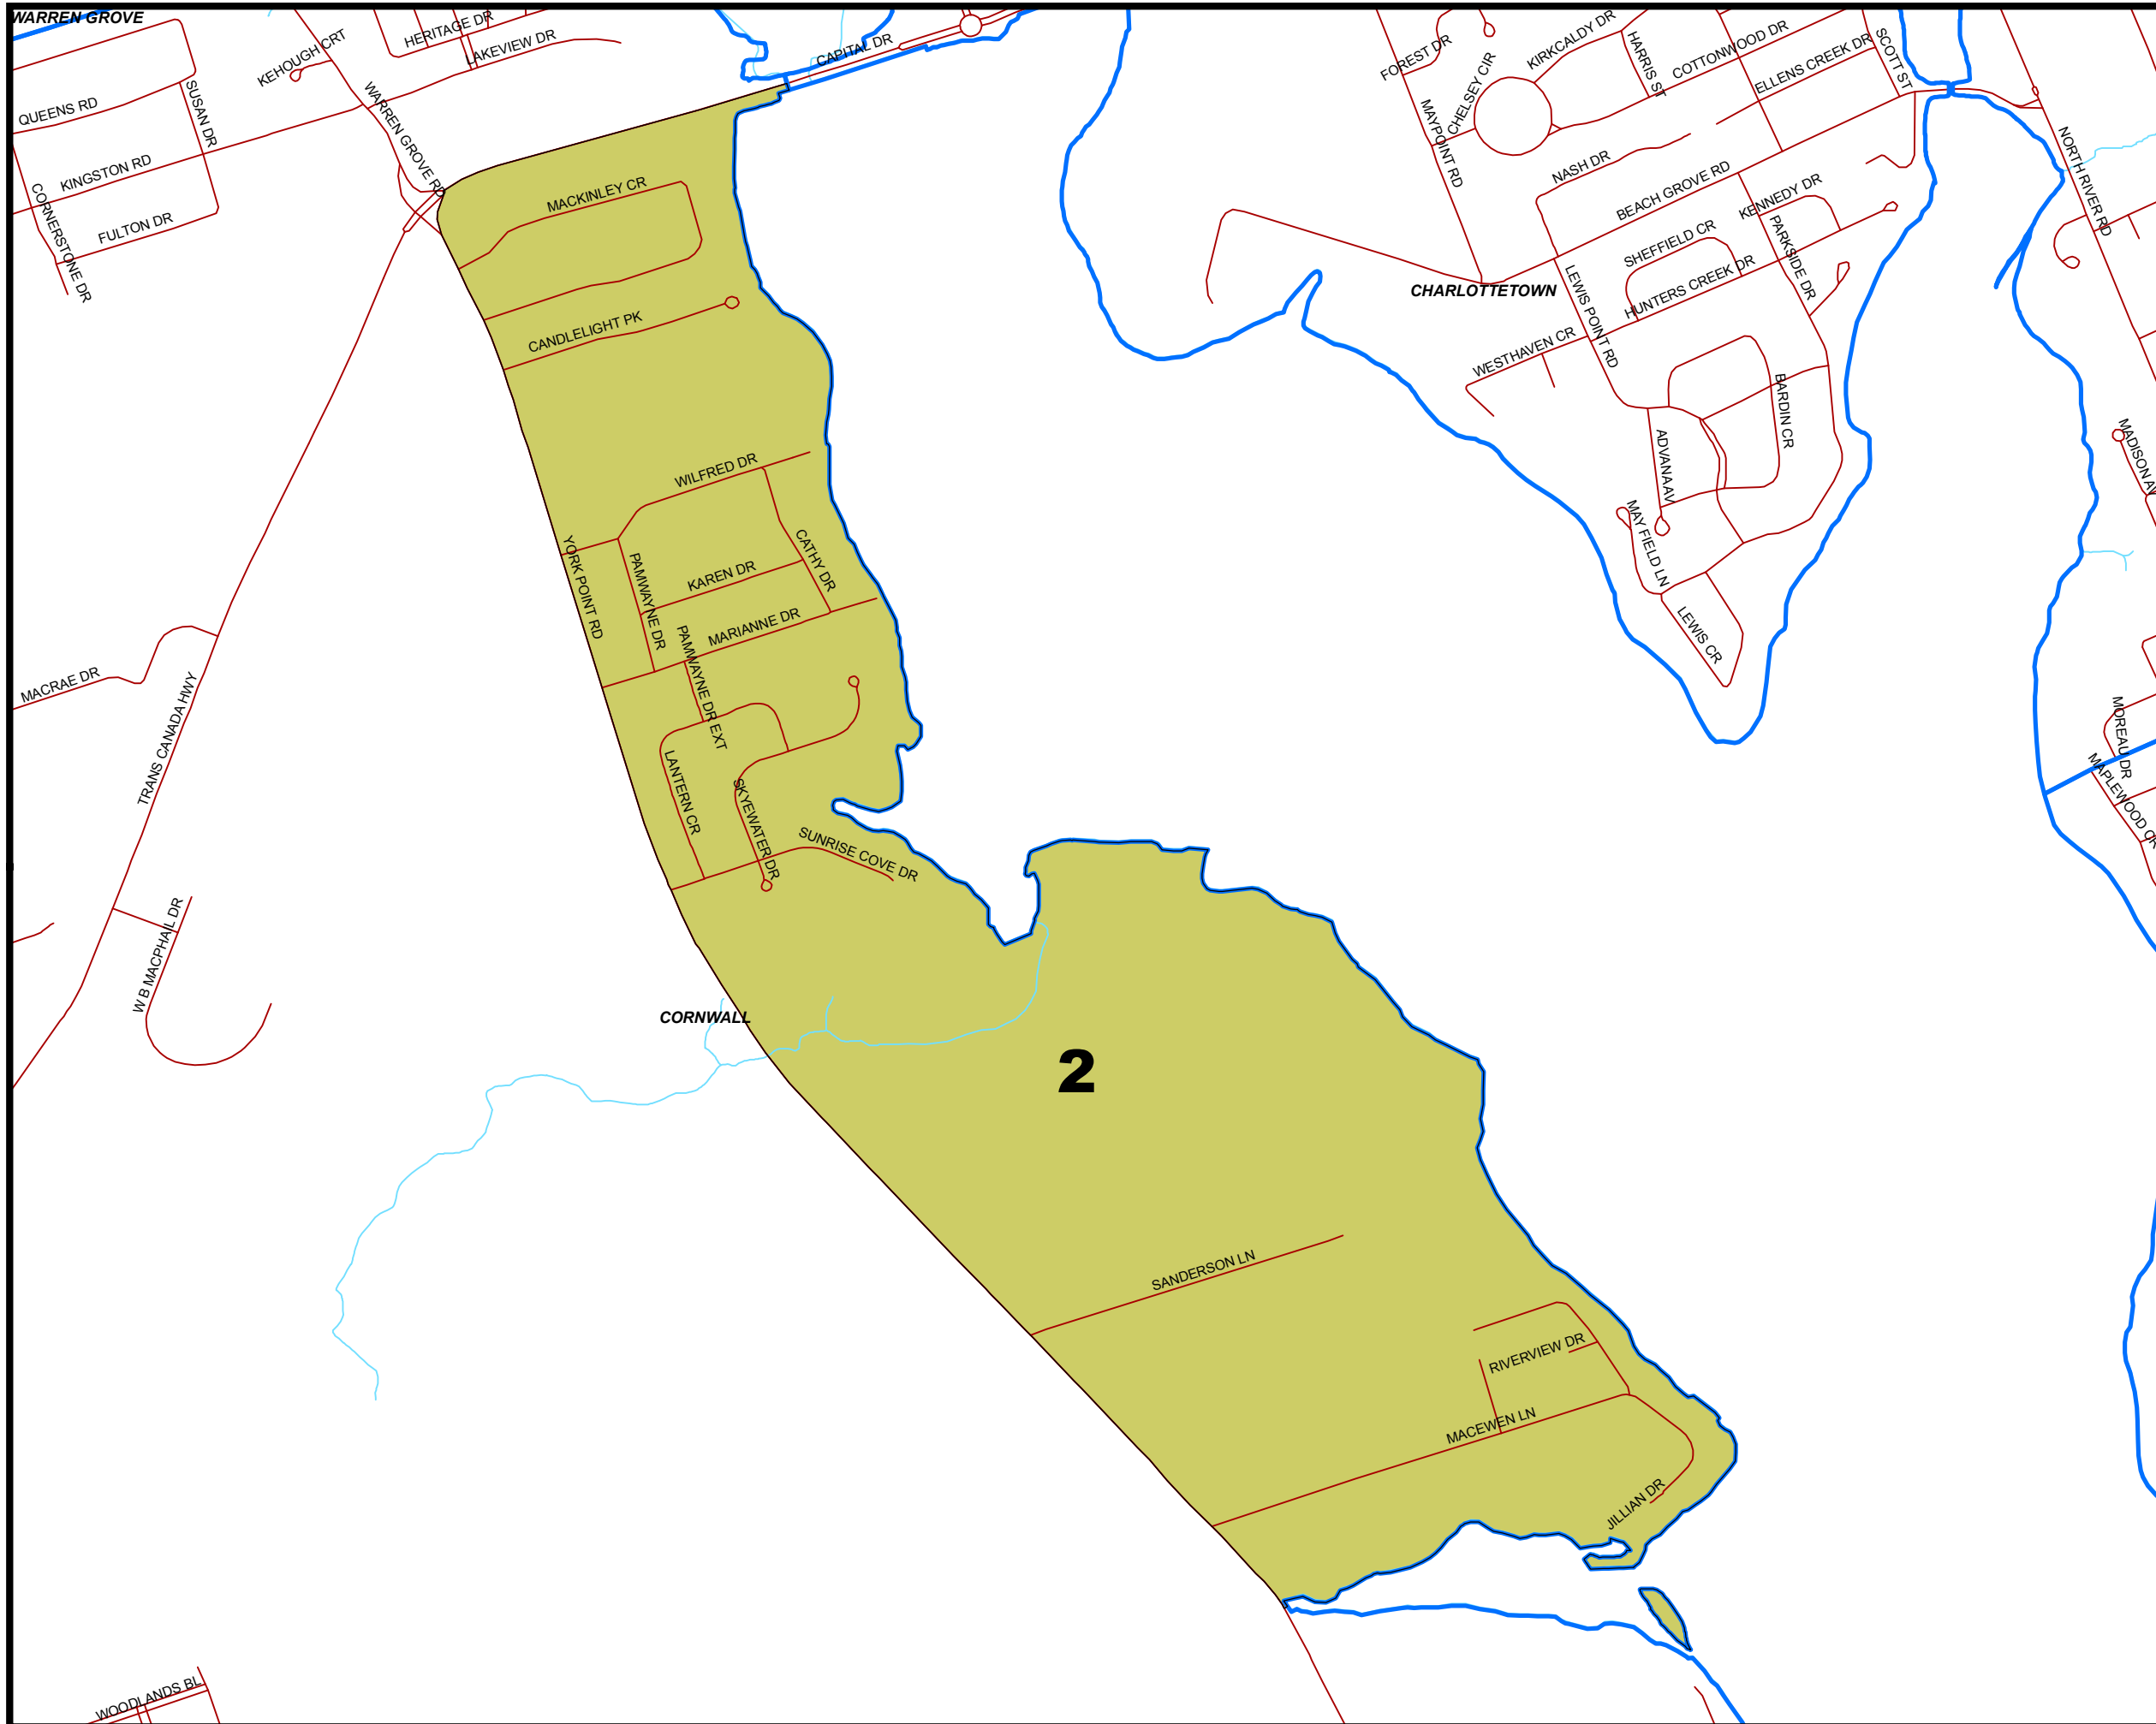 WARREN GROVE
HERITAGE DR
LAKEVIEW DR
KEHOUGH CRT
CAPITAL DR
QUEENS RD
SUSAN DR
WARREN GROVE RD
KINGSTON RD
CORNERSTONE DR
FULTON DR
MACKINLEY CR
CANDLELIGHT PK
FOREST DR
CHELSEY CIR
KIRKCALDY DR
HARRIS ST
COTTONWOOD DR
ELLENS CREEK DR
SCOTT ST
MAYPOINT RD
NASH DR
BEACH GROVE RD
KENNEDY DR
NORTH RIVER RD
SHEFFIELD CR
PARKSIDE DR
HUNTERS CREEK DR
CHARLOTTETOWN
LEWIS POINT RD
WESTHAVEN CR
BARDIN CR
ADVANA AV
MADISON AV
MAY FIELD LN
LEWIS CR
WILFRED DR
YORK POINT RD
PAMWAYNE DR
KAREN DR
CATHY DR
MARIANNE DR
PAMWAYNE DR EXT
MACRAE DR
TRANS CANADA HWY
LANTERN CR
SKYEWATER DR
SUNRISE COVE DR
MOREAU DR
MAPLEWOOD CR
W B MACPHAIL DR
CORNWALL
2
SANDERSON LN
RIVERVIEW DR
MACEWEN LN
JILLIAN DR
WOODLANDS BL